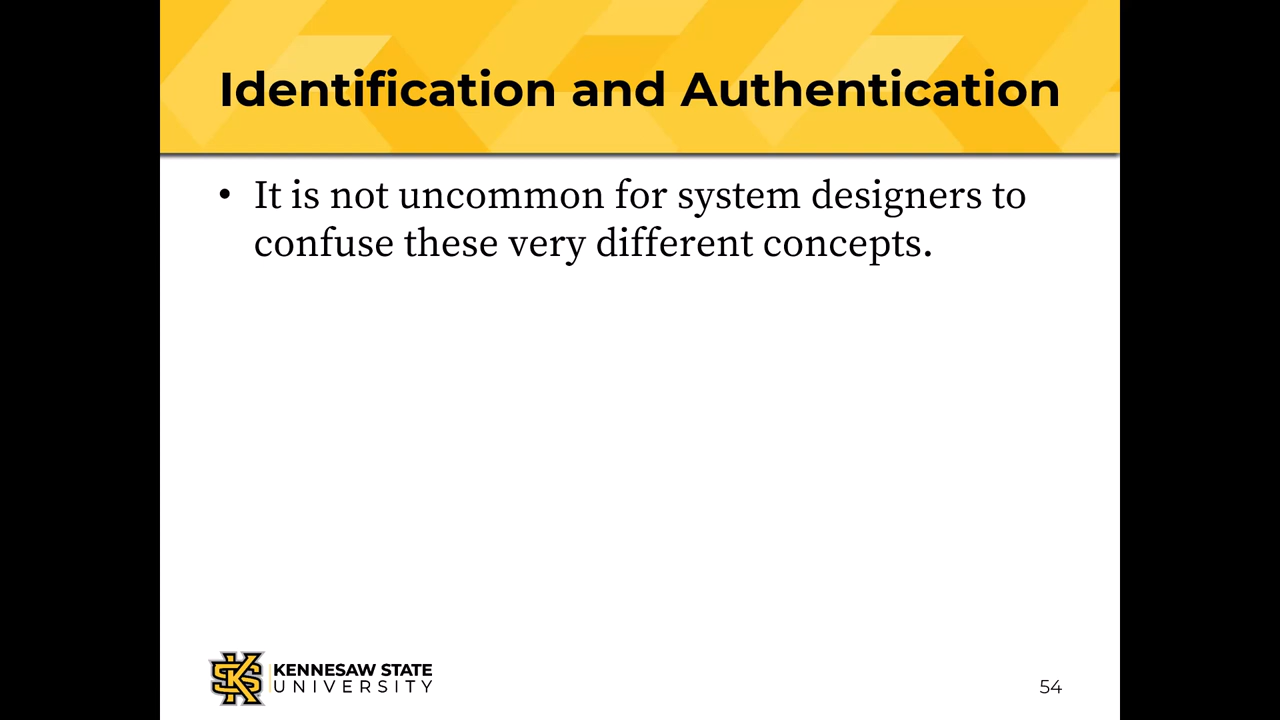 Identification and Authentication
• It is not uncommon for system designers to
confuse these very different concepts.
KENNESAW STATE
UNIVERSITY
54